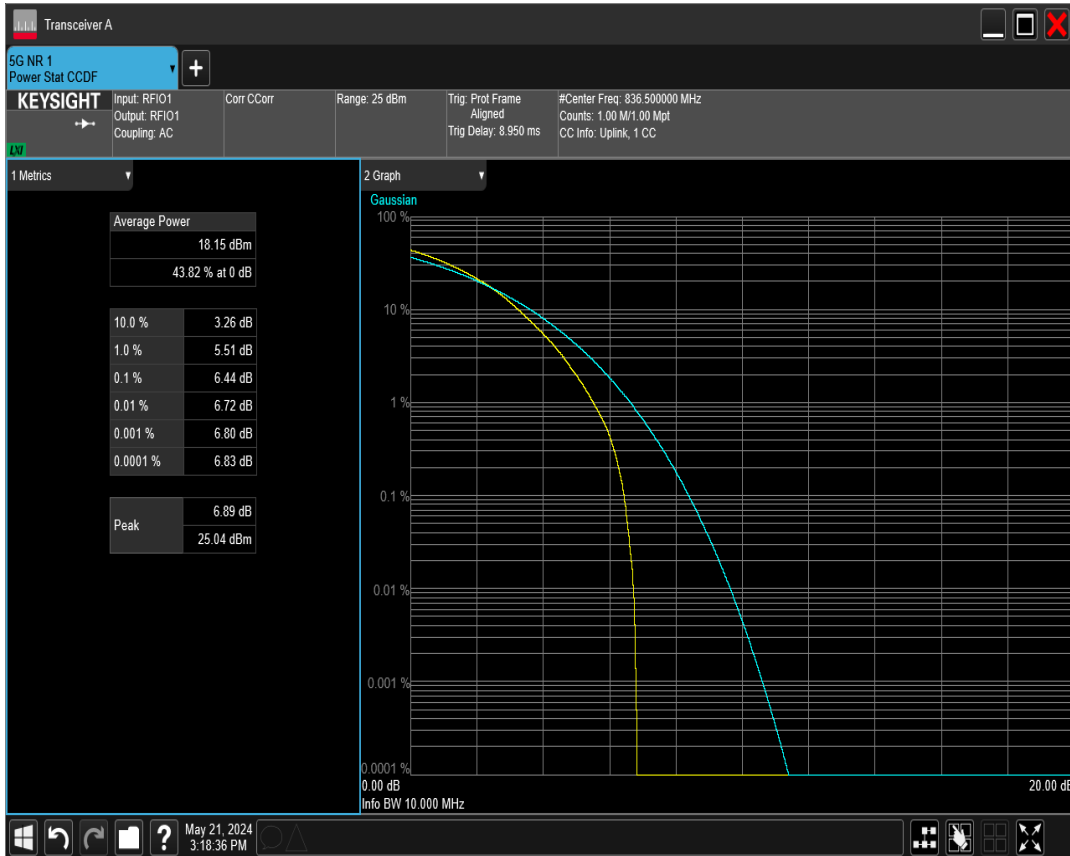 Transceiver A
5G NR 1
Power Stat CCDF
KEYSIGHT
LXI
Input: RFIO1
Output: RFIO1
Coupling: AC
Corr CCorr
Range: 25 dBm
Trig: Prot Frame
Aligned
Trig Delay: 8.950 ms
#Center Freq: 836.500000 MHz
Counts: 1.00 M/1.00 Mpt
CC Info: Uplink, 1 CC
1 Metrics
Average Power
18.15 dBm
43.82 % at 0 dB
10.0 % 3.26 dB
1.0 % 5.51 dB
0.1 % 6.44 dB
0.01 % 6.72 dB
0.001 % 6.80 dB
0.0001 % 6.83 dB
Peak
6.89 dB
25.04 dBm
2 Graph
Gaussian
100 %
10 %
1 %
0.1 %
0.01 %
0.001 %
0.0001 %
0.00 dB 20.00 dB
Info BW 10.000 MHz
? May 21, 2024
3:18:36 PM